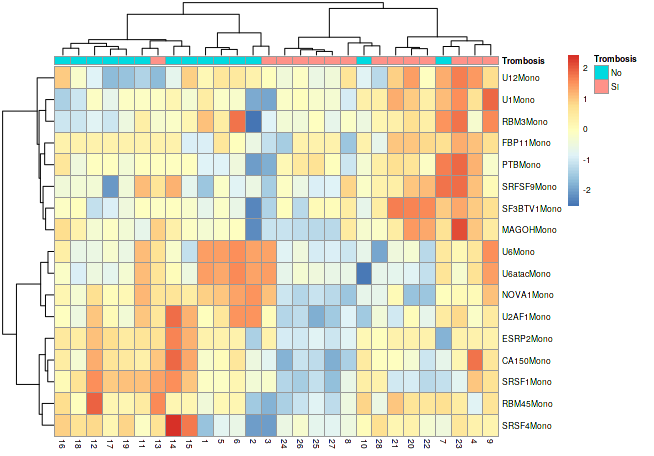 Trombosis
Trombosis
No
SI
2
1
0
-1
-2
U12Mono
U1Mono
RBM3Mono
FBP11Mono
PTBMono
SRFSF9Mono
SF3BTV1Mono
MAGOHMono
U6Mono
U6atacMono
NOVA1Mono
U2AF1Mono
ESRP2Mono
CA150Mono
SRSF1Mono
RBM45Mono
SRSF4Mono
16 18 12 17 19 11 13 14 15 1 5 6 2 3 24 26 25 27 8 10 28 21 20 22 7 23 4 9